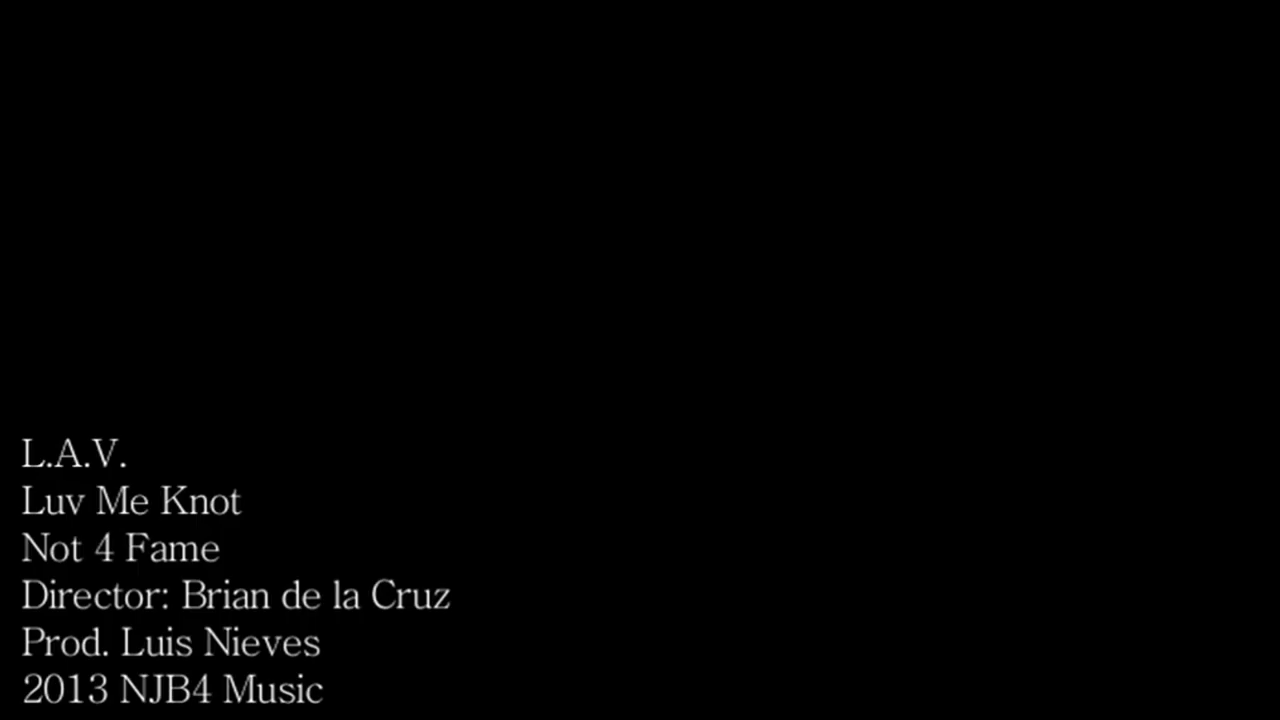 L.A.V.
Luv Me Knot
Not 4 Fame
Director: Brian de la Cruz
Prod. Luis Nieves
2013 NJB4 Music